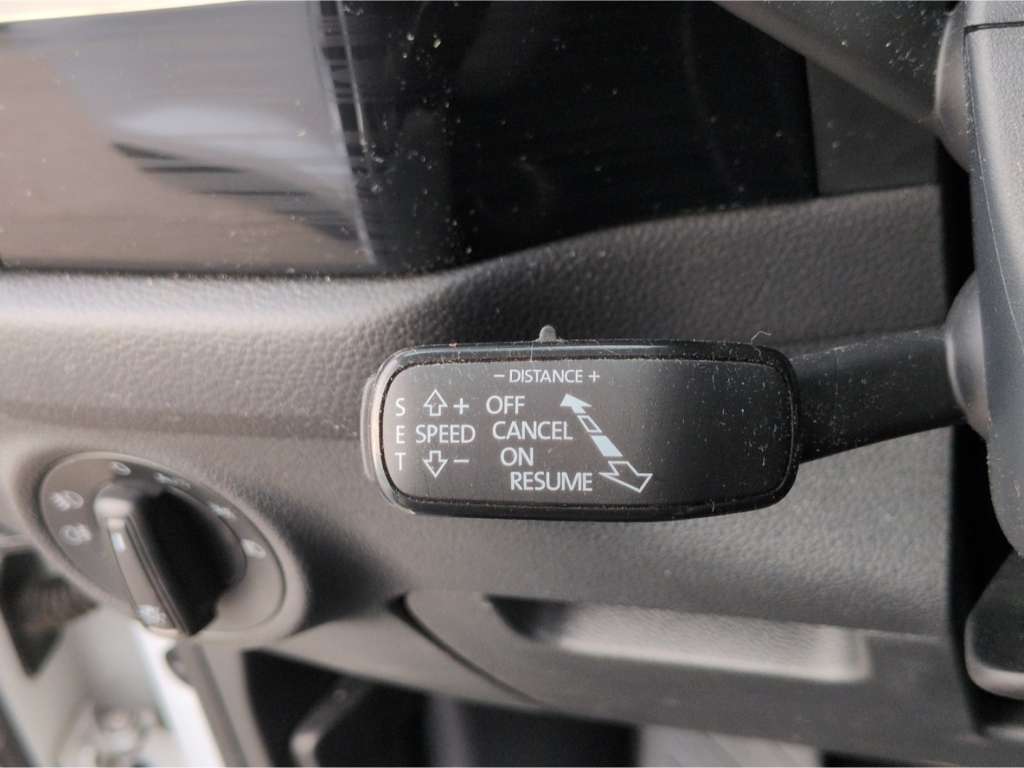 − DISTANCE +
S + OFF
E SPEED CANCEL
T − ON
RESUME